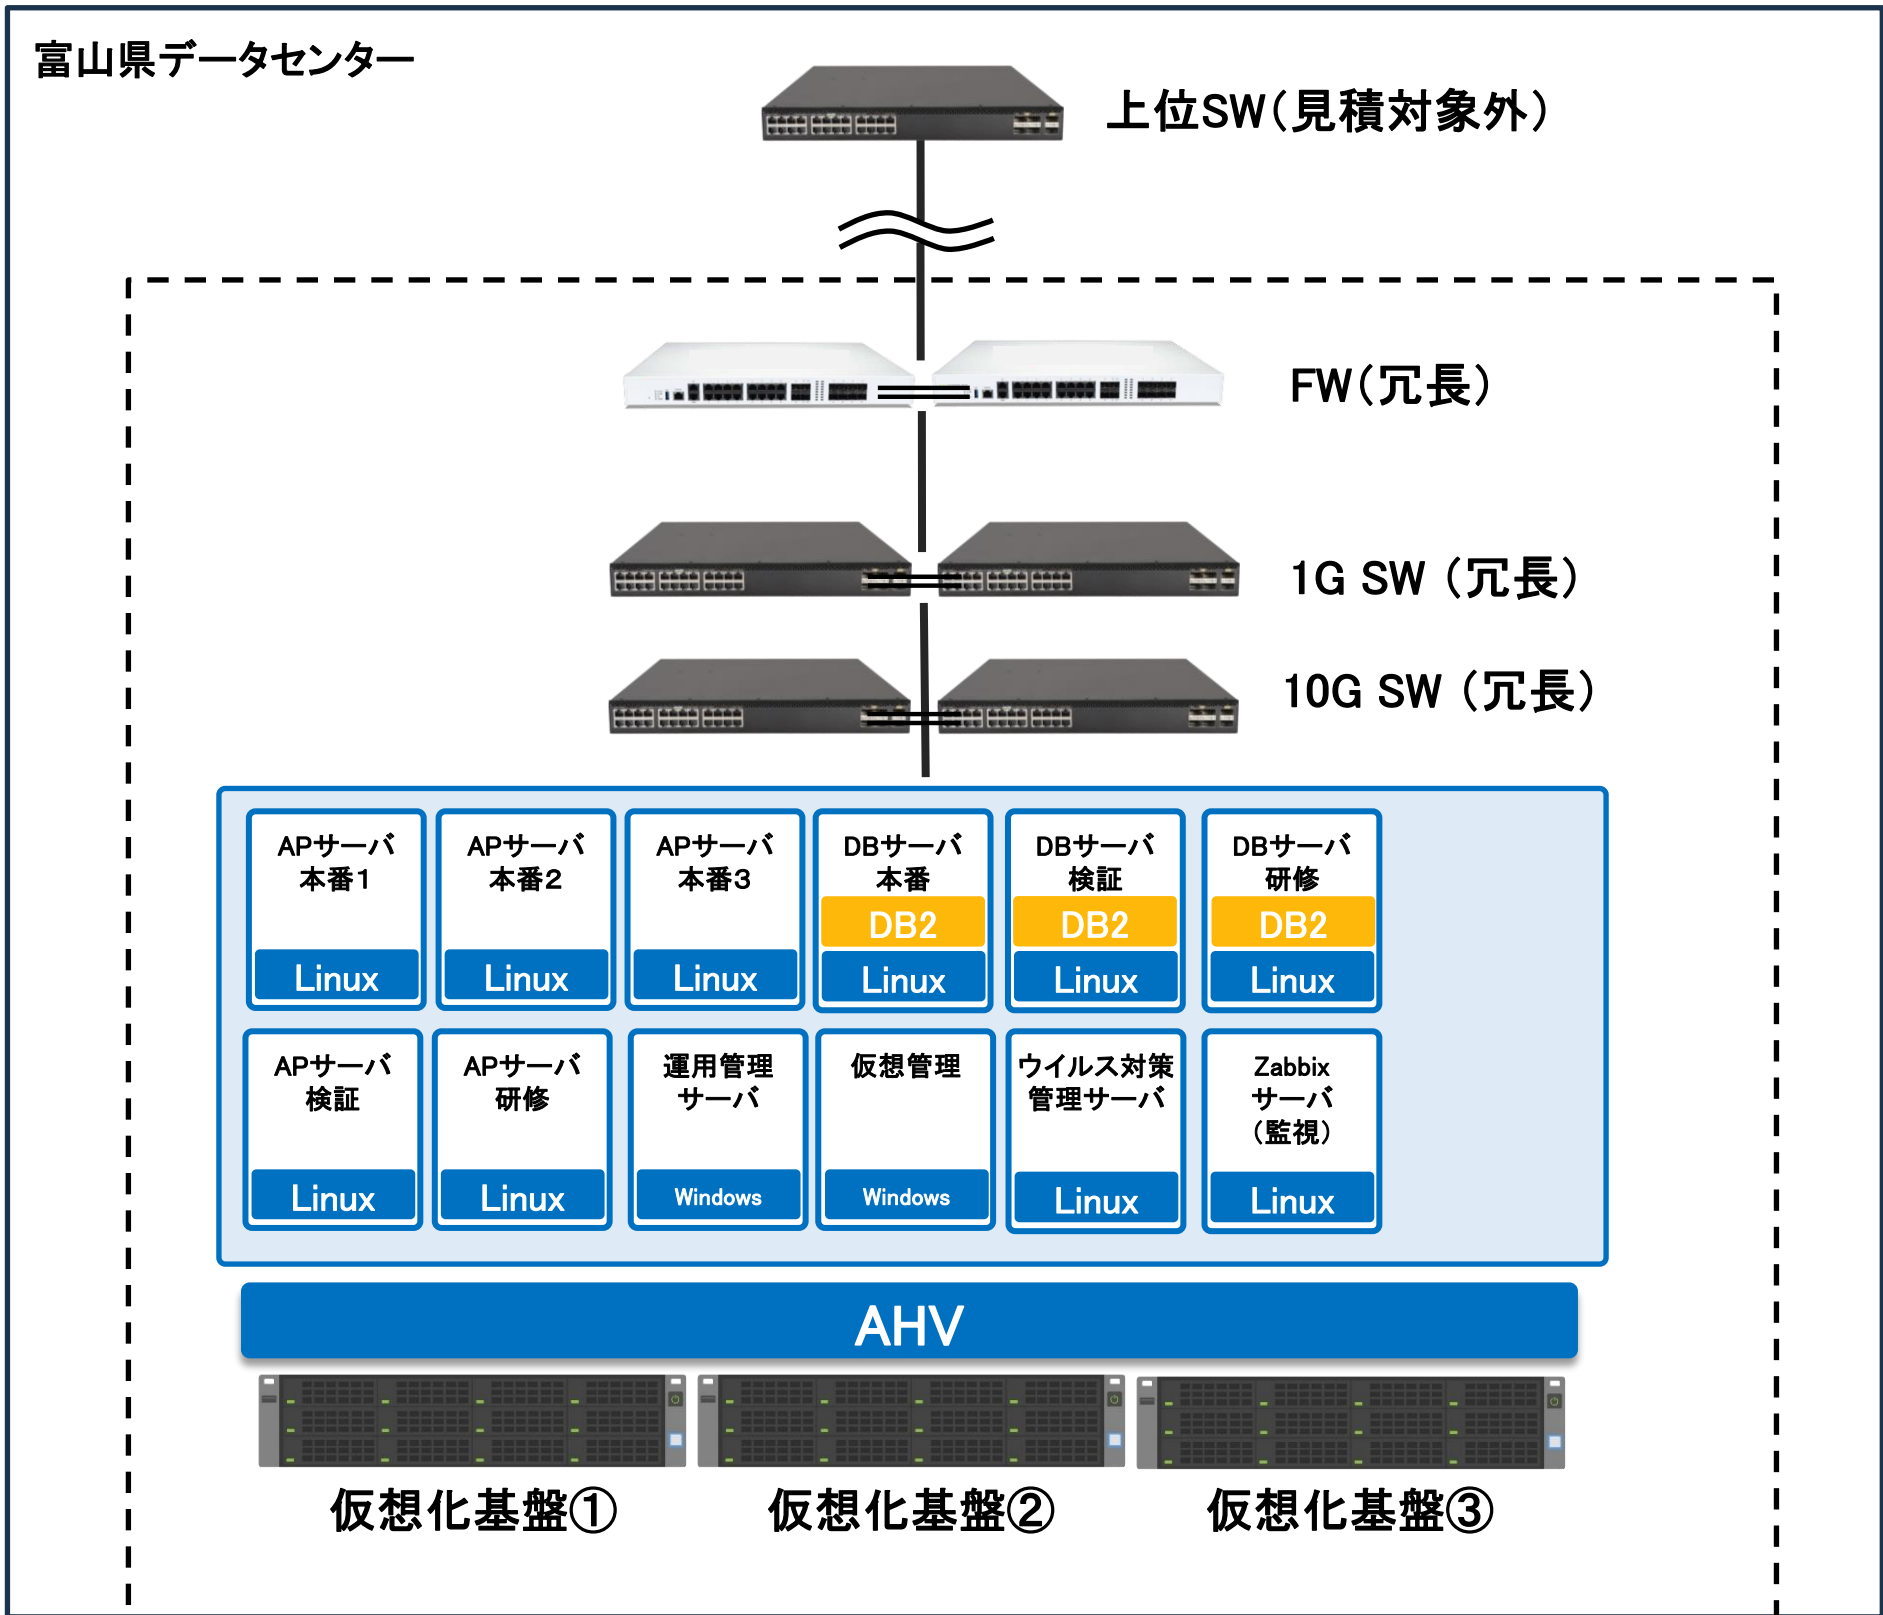 富山県データセンター
上位SW(見積対象外)
FW(冗長)
1G SW (冗長)
10G SW (冗長)
APサーバ
本番1
Linux
APサーバ
本番2
Linux
APサーバ
本番3
Linux
DBサーバ
本番
DB2
Linux
DBサーバ
検証
DB2
Linux
DBサーバ
研修
DB2
Linux
APサーバ
検証
Linux
APサーバ
研修
Linux
運用管理
サーバ
Windows
仮想管理
Windows
ウイルス対策
管理サーバ
Linux
Zabbix
サーバ
(監視)
Linux
AHV
仮想化基盤①
仮想化基盤②
仮想化基盤③